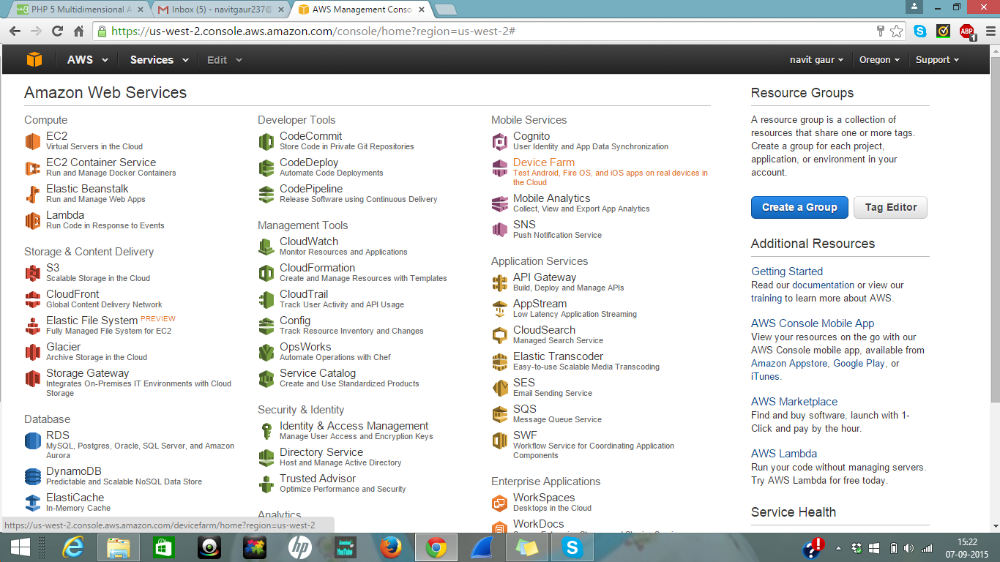 PHP 5 Multidimensional A
Inbox (5) - navitgaur237@
AWS Management Conso
https://us-west-2.console.aws.amazon.com/console/home?region=us-west-2#
ABP
1
AWS
Services
Edit
navit gaur
Oregon
Support
Amazon Web Services
Compute
EC2
Virtual Servers in the Cloud
EC2 Container Service
Run and Manage Docker Containers
Elastic Beanstalk
Run and Manage Web Apps
Lambda
Run Code in Response to Events
Storage & Content Delivery
S3
Scalable Storage in the Cloud
CloudFront
Global Content Delivery Network
Elastic File System PREVIEW
Fully Managed File System for EC2
Glacier
Archive Storage in the Cloud
Storage Gateway
Integrates On-Premises IT Environments with Cloud
Storage
Database
RDS
MySQL, Postgres, Oracle, SQL Server, and Amazon
Aurora
DynamoDB
Predictable and Scalable NoSQL Data Store
ElastiCache
In-Memory Cache
Developer Tools
CodeCommit
Store Code in Private Git Repositories
CodeDeploy
Automate Code Deployments
CodePipeline
Release Software using Continuous Delivery
Management Tools
CloudWatch
Monitor Resources and Applications
CloudFormation
Create and Manage Resources with Templates
CloudTrail
Track User Activity and API Usage
Config
Track Resource Inventory and Changes
OpsWorks
Automate Operations with Chef
Service Catalog
Create and Use Standardized Products
Security & Identity
Identity & Access Management
Manage User Access and Encryption Keys
Directory Service
Host and Manage Active Directory
Trusted Advisor
Optimize Performance and Security
Analytics
Mobile Services
Cognito
User Identity and App Data Synchronization
Device Farm
Test Android, Fire OS, and iOS apps on real devices in
the Cloud
Mobile Analytics
Collect, View and Export App Analytics
SNS
Push Notification Service
Application Services
API Gateway
Build, Deploy and Manage APIs
AppStream
Low Latency Application Streaming
CloudSearch
Managed Search Service
Elastic Transcoder
Easy-to-use Scalable Media Transcoding
SES
Email Sending Service
SQS
Message Queue Service
SWF
Workflow Service for Coordinating Application
Components
Enterprise Applications
WorkSpaces
Desktops in the Cloud
WorkDocs
Resource Groups
A resource group is a collection of
resources that share one or more tags.
Create a group for each project,
application, or environment in your
account.
Create a Group
Tag Editor
Additional Resources
Getting Started
Read our documentation or view our
training to learn more about AWS.
AWS Console Mobile App
View your resources on the go with our
AWS Console mobile app, available from
Amazon Appstore, Google Play, or
iTunes.
AWS Marketplace
Find and buy software, launch with 1-
Click and pay by the hour.
AWS Lambda
Run your code without managing servers.
Try AWS Lambda for free today.
Service Health
https://us-west-2.console.aws.amazon.com/devicefarm/home?region=us-west-2
hp
15:22
07-09-2015